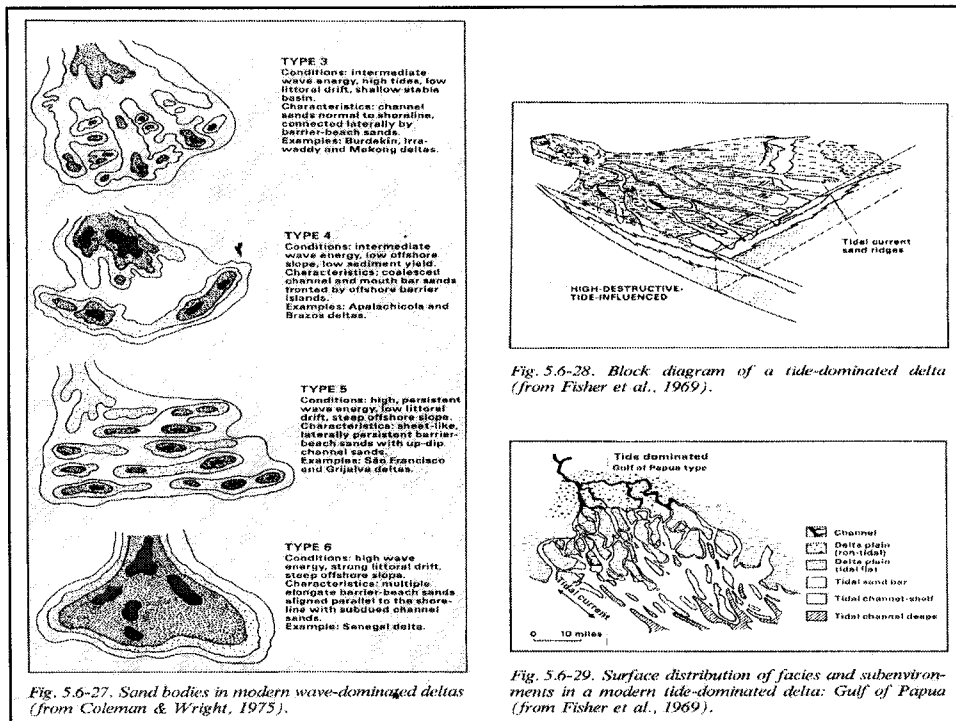 TYPE 3
Conditions: intermediate
wave energy, high tides, low
littoral drift, shallow stable
basin.
Characteristics: channel
sands normal to shoreline,
connected laterally by
barrier-beach sands.
Examples: Burdekin, Irra-
waddy and Mekong deltas.
TYPE 4
Conditions: intermediate
wave energy, low offshore
slope, low sediment yield.
Characteristics: coalesced
channel and mouth bar sands
fronted by offshore barrier
islands.
Examples: Apalachicola and
Brazos deltas.
TYPE 5
Conditions: high, persistent
wave energy, low littoral
drift, steep offshore slope.
Characteristics: sheet-like,
laterally persistent barrier-
beach sands with up-dip
channel sands.
Examples: São Francisco
and Grijalva deltas.
TYPE 6
Conditions: high wave
energy, strong littoral drift,
steep offshore slope.
Characteristics: multiple
elongate barrier-beach sands
aligned parallel to the shore-
line with subdued channel
sands.
Example: Senegal delta.
Fig. 5.6-27. Sand bodies in modern wave-dominated deltas
(from Coleman & Wright, 1975).
Tidal current
sand ridges
HIGH-DESTRUCTIVE,
TIDE-INFLUENCED
Fig. 5.6-28. Block diagram of a tide-dominated delta
(from Fisher et al., 1969).
Tide dominated
Gulf of Papua type
Channel
Delta plain
(non-tidal)
Delta plain
(tidal flat)
Tidal sand bar
Tidal channel-shelf
Tidal channel deeps
Tidal current
0 10 miles
Fig. 5.6-29. Surface distribution of facies and subenviron-
ments in a modern tide-dominated delta: Gulf of Papua
(from Fisher et al., 1969).